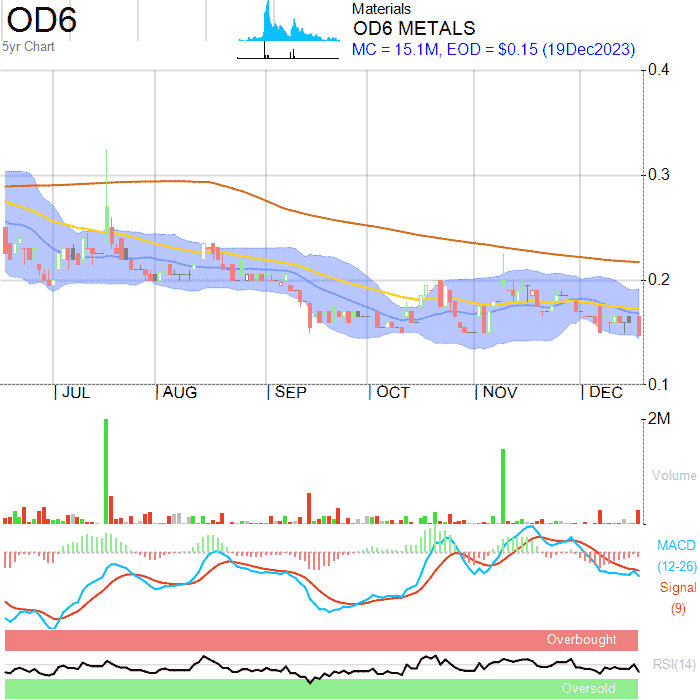 OD6
5yr Chart
Materials
OD6 METALS
MC = 15.1M, EOD = $0.15 (19Dec2023)
0.4
0.3
0.2
0.1
JUL
AUG
SEP
OCT
NOV
DEC
2M
Volume
MACD
(12-26)
Signal
(9)
Overbought
RSI(14)
Oversold